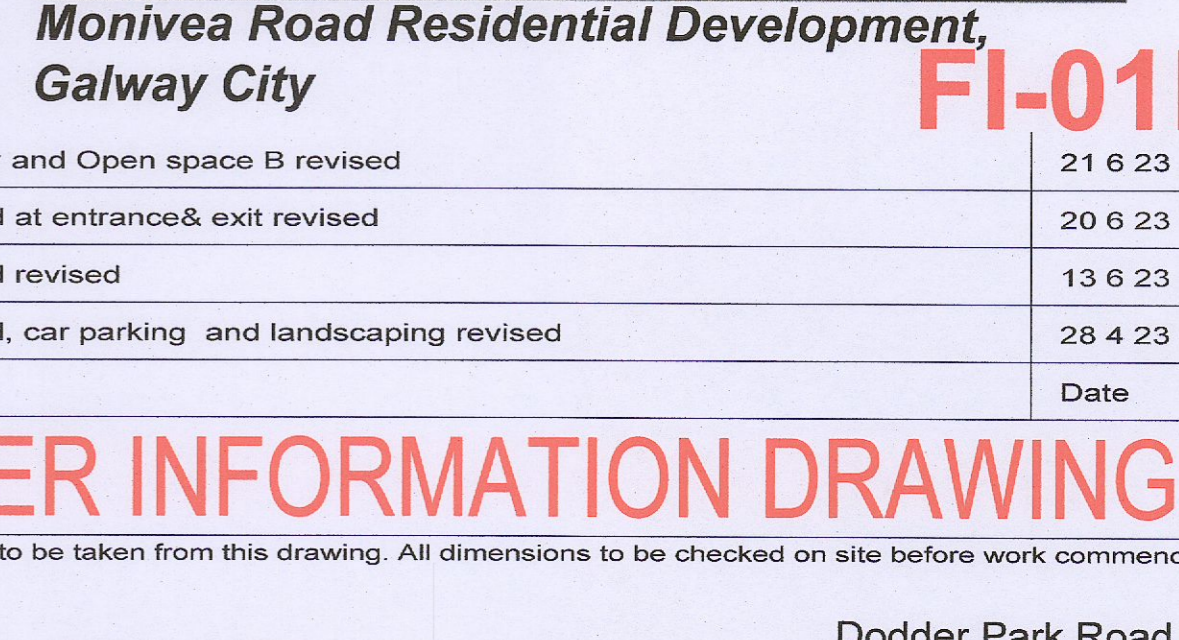 Monivea Road Residential Development,
Galway City
FI-01
and Open space B revised
21 6 23
at entrance& exit revised
20 6 23
revised
13 6 23
car parking and landscaping revised
28 4 23
Date
ER INFORMATION DRAWING
to be taken from this drawing. All dimensions to be checked on site before work commenc
Dodder Park Road